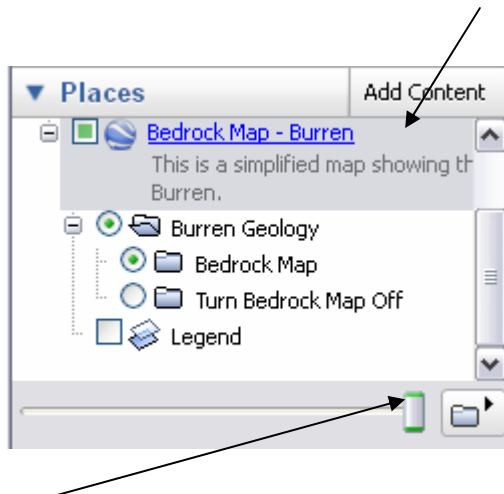 Places Add Content
Bedrock Map - Burren
This is a simplified map showing th
Burren.
Burren Geology
Bedrock Map
Turn Bedrock Map Off
Legend